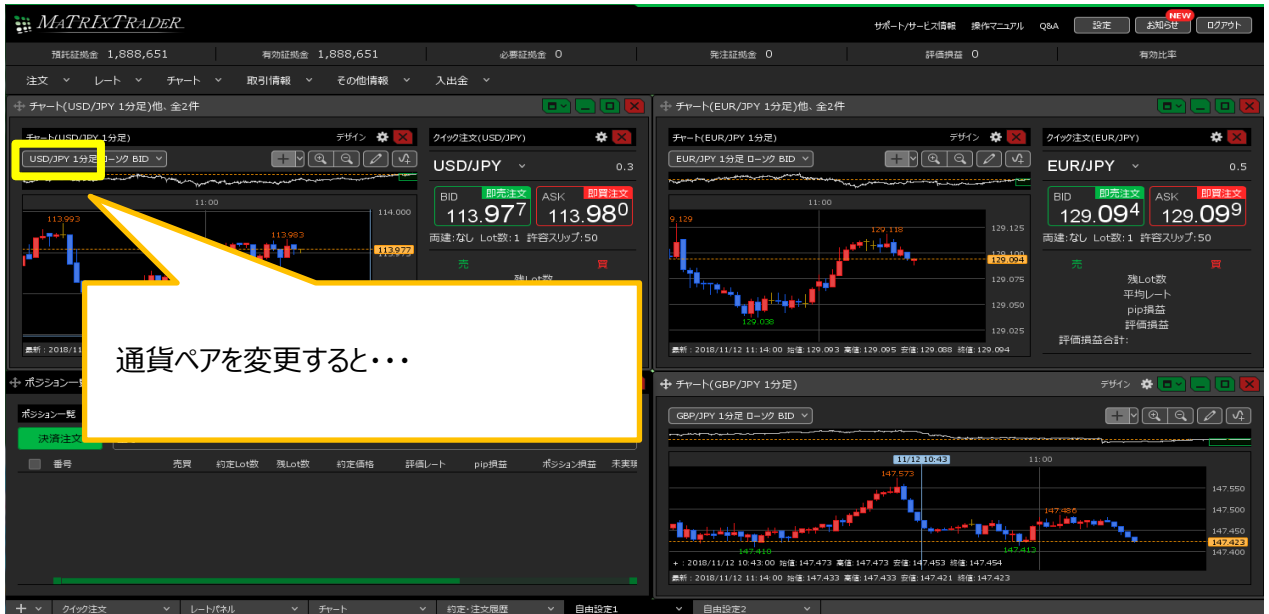 MATRIXTRADER
サポート/サービス情報 操作マニュアル Q&A 設定 お知らせ NEW ログアウト
預託証拠金 1,888,651 有効証拠金 1,888,651 必要証拠金 0 発注証拠金 0 評価損益 0 有効比率
注文 レート チャート 取引情報 その他情報 入出金
チャート(USD/JPY 1分足)他、全2件
チャート(USD/JPY 1分足) デザイン
USD/JPY 1分足 ローソク BID
11:00
113.993
113.983
114.000
113.977
クイック注文(USD/JPY)
USD/JPY 0.3
BID 即売注文 ASK 即買注文
113.977 113.980
両建:なし Lot数:1 許容スリップ:50
売 買
残Lot数
通貨ペアを変更すると・・・
チャート(EUR/JPY 1分足)他、全2件
チャート(EUR/JPY 1分足) デザイン
EUR/JPY 1分足 ローソク BID
11:00
9.129
129.118
129.038
129.125
129.100
129.094
129.075
129.050
129.025
最新 : 2018/11/12 11:14:00 始値:129.093 高値:129.095 安値:129.088 終値:129.094
クイック注文(EUR/JPY)
EUR/JPY 0.5
BID 即売注文 ASK 即買注文
129.094 129.099
両建:なし Lot数:1 許容スリップ:50
売 買
残Lot数
平均レート
pip損益
評価損益
評価損益合計:
最新 : 2018/11
ポジション一覧
決済注文
番号 売買 約定Lot数 残Lot数 約定価格 評価レート pip損益 ポジション損益 未実現
チャート(GBP/JPY 1分足) デザイン
GBP/JPY 1分足 ローソク BID
11/12 10:43 11:00
147.573
147.486
147.410
147.413
147.550
147.500
147.450
147.423
147.400
+ : 2018/11/12 10:43:00 始値:147.473 高値:147.473 安値:147.453 終値:147.454
最新 : 2018/11/12 11:14:00 始値:147.433 高値:147.433 安値:147.421 終値:147.423
クイック注文 レートパネル チャート 約定・注文履歴 自由設定1 自由設定2